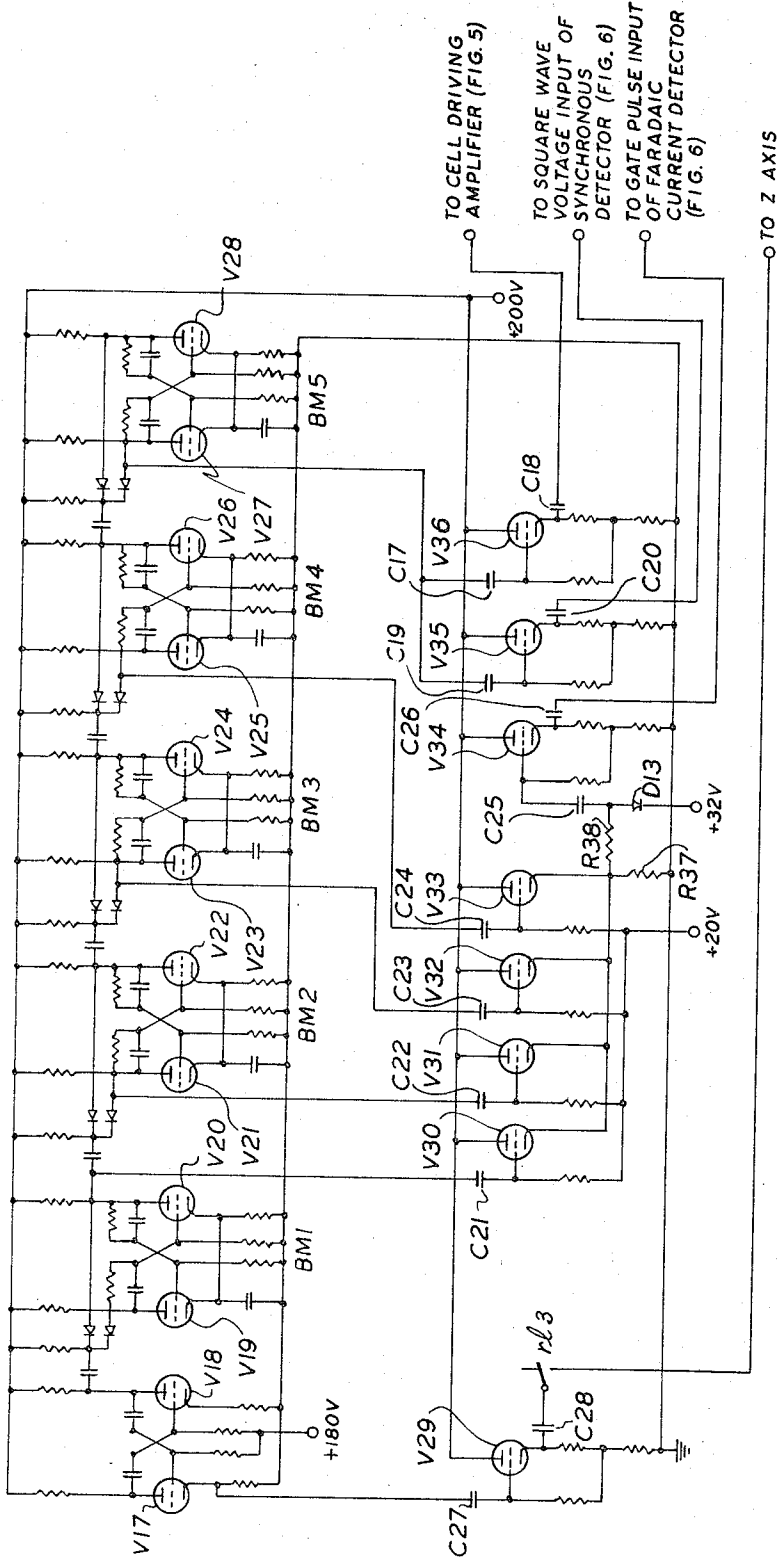 V17
V18
V19
V20
V21
V22
V23
V24
V25
V26
V27
V28
+180V
BM1
BM2
BM3
BM4
BM5
+200V
V29
V30
V31
V32
V33
V34
V35
V36
C27
C28
rl3
C21
C22
C23
C24
C25
C26
C19
C17
C20
C18
R38
R37
D13
+20V
+32V
TO CELL DRIVING
AMPLIFIER (FIG. 5)
TO SQUARE WAVE
VOLTAGE INPUT OF
SYNCHRONOUS
DETECTOR (FIG. 6)
TO GATE PULSE INPUT
OF FARADAIC
CURRENT DETECTOR
(FIG. 6)
TO Z AXIS